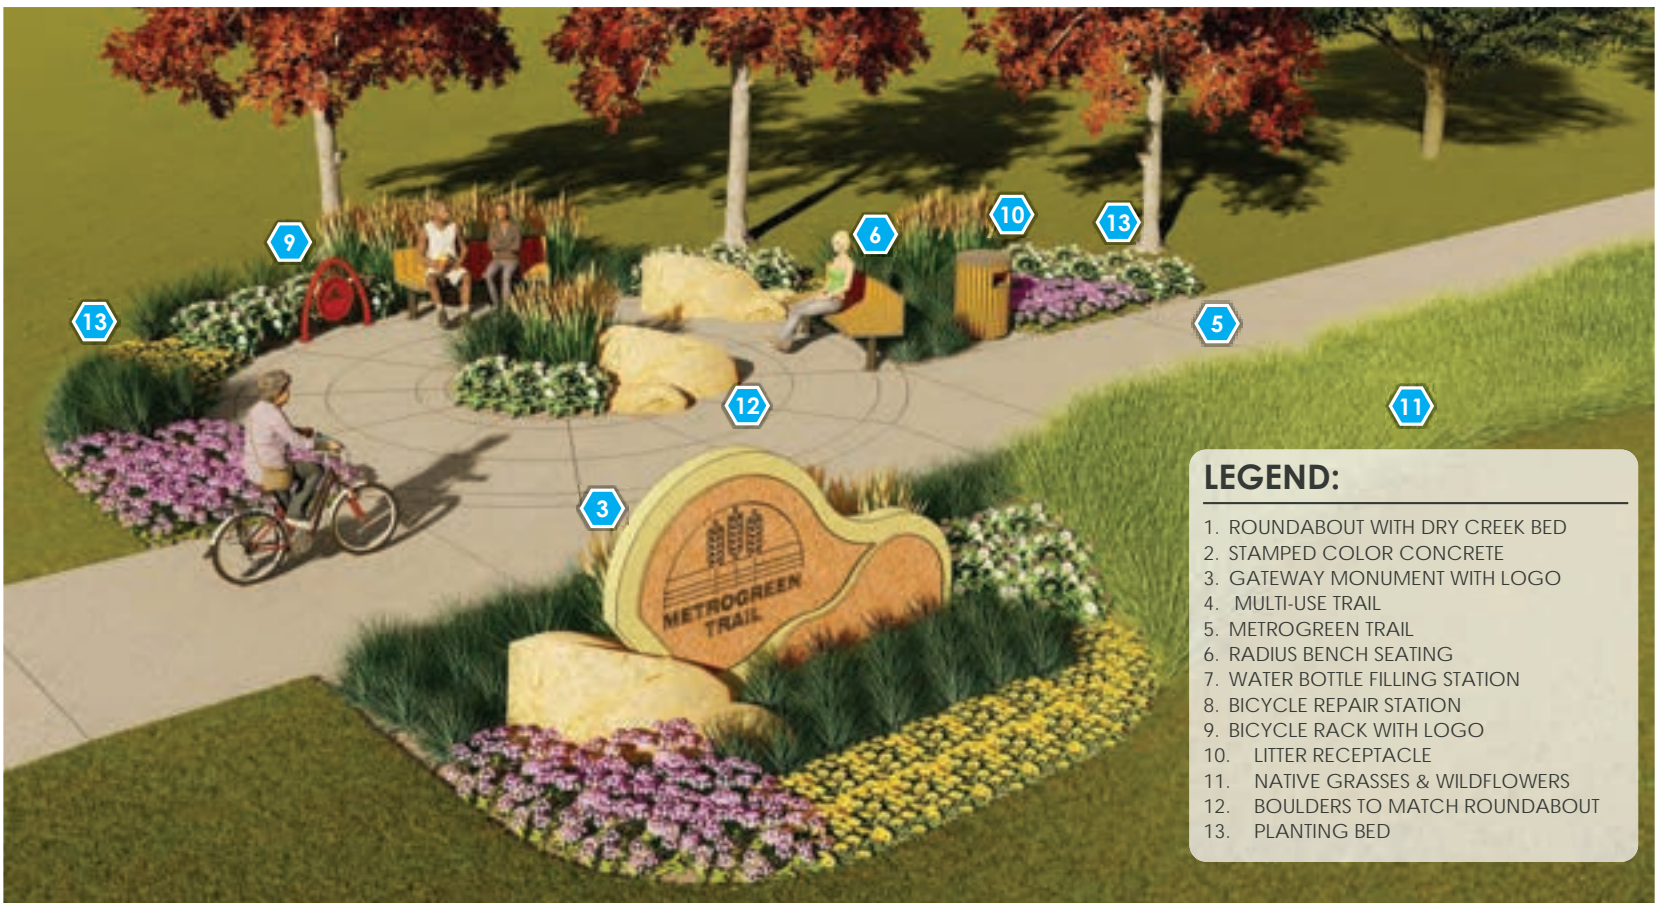 10
13
6
9
13
5
12
11
3
METROGREEN
TRAIL
LEGEND:
1. ROUNDABOUT WITH DRY CREEK BED
2. STAMPED COLOR CONCRETE
3. GATEWAY MONUMENT WITH LOGO
4. MULTI-USE TRAIL
5. METROGREEN TRAIL
6. RADIUS BENCH SEATING
7. WATER BOTTLE FILLING STATION
8. BICYCLE REPAIR STATION
9. BICYCLE RACK WITH LOGO
10. LITTER RECEPTACLE
11. NATIVE GRASSES & WILDFLOWERS
12. BOULDERS TO MATCH ROUNDABOUT
13. PLANTING BED